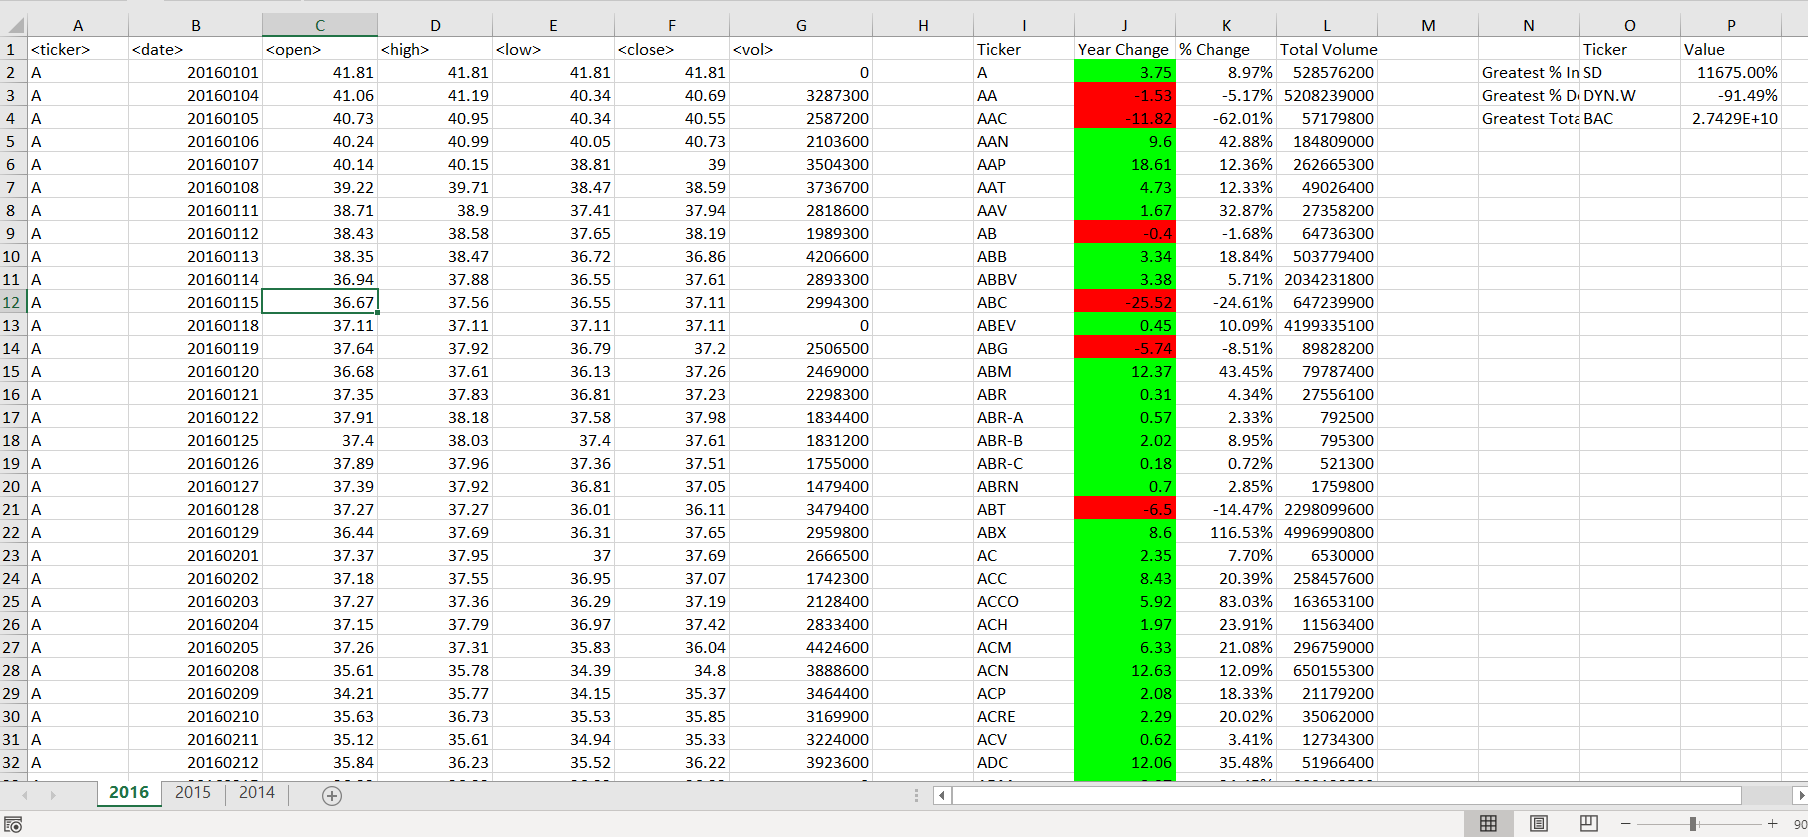 A B C D E F G H I J K L M N O P
1 <ticker> <date> <open> <high> <low> <close> <vol> Ticker Year Change % Change Total Volume Ticker Value
2 A 20160101 41.81 41.81 41.81 41.81 0 A 3.75 8.97% 528576200 Greatest % In SD 11675.00%
3 A 20160104 41.06 41.19 40.34 40.69 3287300 AA -1.53 -5.17% 5208239000 Greatest % D DYN.W -91.49%
4 A 20160105 40.73 40.95 40.34 40.55 2587200 AAC -11.82 -62.01% 57179800 Greatest Tota BAC 2.7429E+10
5 A 20160106 40.24 40.99 40.05 40.73 2103600 AAN 9.6 42.88% 184809000
6 A 20160107 40.14 40.15 38.81 39 3504300 AAP 18.61 12.36% 262665300
7 A 20160108 39.22 39.71 38.47 38.59 3736700 AAT 4.73 12.33% 49026400
8 A 20160111 38.71 38.9 37.41 37.94 2818600 AAV 1.67 32.87% 27358200
9 A 20160112 38.43 38.58 37.65 38.19 1989300 AB -0.4 -1.68% 64736300
10 A 20160113 38.35 38.47 36.72 36.86 4206600 ABB 3.34 18.84% 503779400
11 A 20160114 36.94 37.88 36.55 37.61 2893300 ABBV 3.38 5.71% 2034231800
12 A 20160115 36.67 37.56 36.55 37.11 2994300 ABC -25.52 -24.61% 647239900
13 A 20160118 37.11 37.11 37.11 37.11 0 ABEV 0.45 10.09% 4199335100
14 A 20160119 37.64 37.92 36.79 37.2 2506500 ABG -5.74 -8.51% 89828200
15 A 20160120 36.68 37.61 36.13 37.26 2469000 ABM 12.37 43.45% 79787400
16 A 20160121 37.35 37.83 36.81 37.23 2298300 ABR 0.31 4.34% 27556100
17 A 20160122 37.91 38.18 37.58 37.98 1834400 ABR-A 0.57 2.33% 792500
18 A 20160125 37.4 38.03 37.4 37.61 1831200 ABR-B 2.02 8.95% 795300
19 A 20160126 37.89 37.96 37.36 37.51 1755000 ABR-C 0.18 0.72% 521300
20 A 20160127 37.39 37.92 36.81 37.05 1479400 ABRN 0.7 2.85% 1759800
21 A 20160128 37.27 37.27 36.01 36.11 3479400 ABT -6.5 -14.47% 2298099600
22 A 20160129 36.44 37.69 36.31 37.65 2959800 ABX 8.6 116.53% 4996990800
23 A 20160201 37.37 37.95 37 37.69 2666500 AC 2.35 7.70% 6530000
24 A 20160202 37.18 37.55 36.95 37.07 1742300 ACC 8.43 20.39% 258457600
25 A 20160203 37.27 37.36 36.29 37.19 2128400 ACCO 5.92 83.03% 163653100
26 A 20160204 37.15 37.79 36.97 37.42 2833400 ACH 1.97 23.91% 11563400
27 A 20160205 37.26 37.31 35.83 36.04 4424600 ACM 6.33 21.08% 296759000
28 A 20160208 35.61 35.78 34.39 34.8 3888600 ACN 12.63 12.09% 650155300
29 A 20160209 34.21 35.77 34.15 35.37 3464400 ACP 2.08 18.33% 21179200
30 A 20160210 35.63 36.73 35.53 35.85 3169900 ACRE 2.29 20.02% 35062000
31 A 20160211 35.12 35.61 34.94 35.33 3224000 ACV 0.62 3.41% 12734300
32 A 20160212 35.84 36.23 35.52 36.22 3923600 ADC 12.06 35.48% 51966400
2016 2015 2014
90